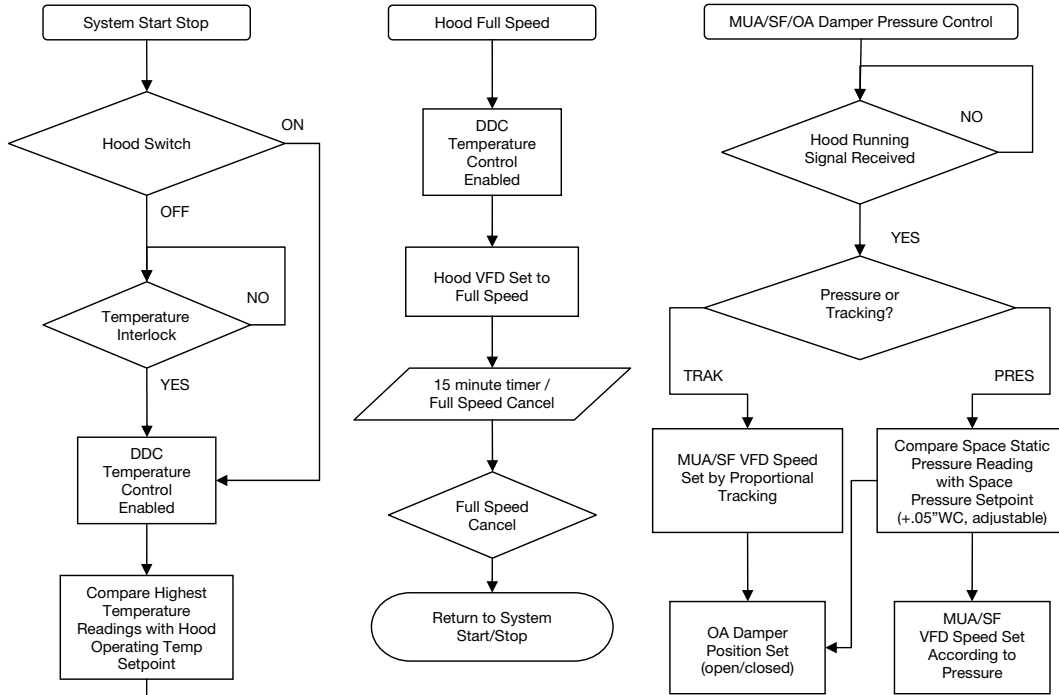 System Start Stop
Hood Switch
ON
OFF
NO
Temperature
Interlock
YES
DDC
Temperature
Control
Enabled
Compare Highest
Temperature
Readings with Hood
Operating Temp
Setpoint
Hood Full Speed
DDC
Temperature
Control
Enabled
Hood VFD Set to
Full Speed
15 minute timer /
Full Speed Cancel
Full Speed
Cancel
Return to System
Start/Stop
MUA/SF/OA Damper Pressure Control
NO
Hood Running
Signal Received
YES
Pressure or
Tracking?
TRAK
PRES
MUA/SF VFD Speed
Set by Proportional
Tracking
Compare Space Static
Pressure Reading
with Space
Pressure Setpoint
(+.05”WC, adjustable)
OA Damper
Position Set
(open/closed)
MUA/SF
VFD Speed Set
According to
Pressure